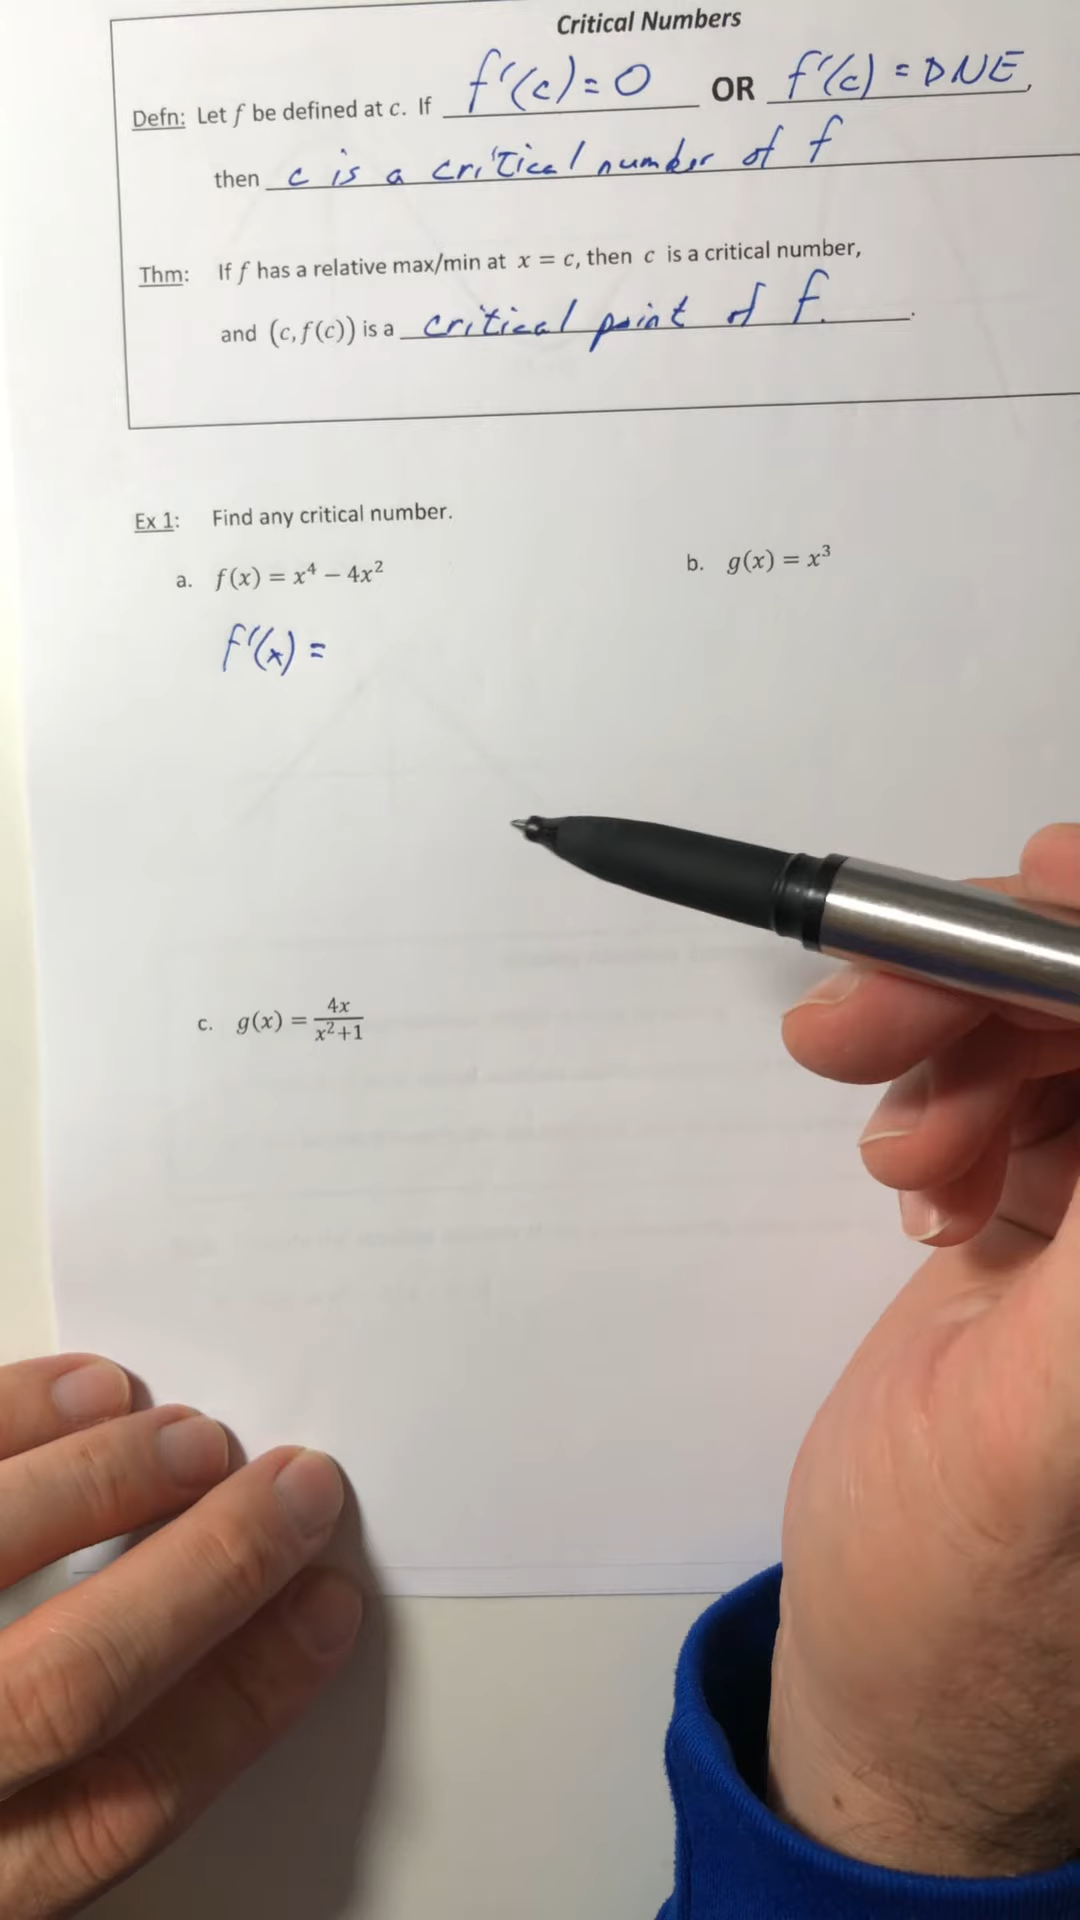 Critical Numbers
Defn: Let f be defined at c. If f'(c)=0 OR f'(c) = DNE,
then c is a critical number of f
Thm: If f has a relative max/min at x = c, then c is a critical number,
and (c, f(c)) is a critical point of f.
Ex 1: Find any critical number.
a. f(x) = x⁴ − 4x² b. g(x) = x³
f'(x) =
c. g(x) = 4x/(x²+1)